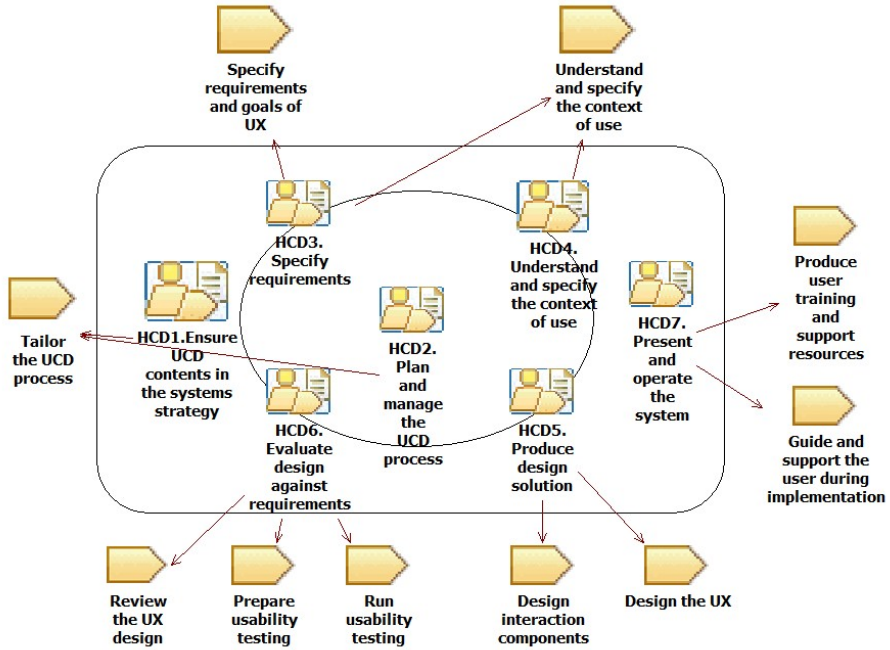 Specify
requirements
and goals of
UX
Understand
and specify
the context
of use
HCD3.
Specify
requirements
HCD4.
Understand
and specify
the context
of use
Tailor
the UCD
process
HCD1.Ensure
UCD
contents in
the systems
strategy
HCD2.
Plan
and
manage
the
UCD
process
HCD7.
Present
and
operate
the
system
Produce
user
training
and
support
resources
HCD6.
Evaluate
design
against
requirements
HCD5.
Produce
design
solution
Guide and
support the
user during
implementation
Review
the UX
design
Prepare
usability
testing
Run
usability
testing
Design
interaction
components
Design the UX